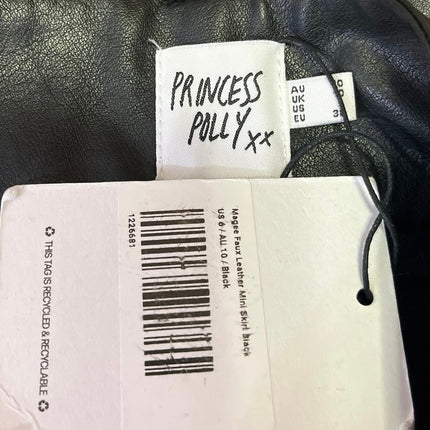 PRINCESS
POLLY xx
AU
UK
US
EU
Magee Faux Leather Mini Skirt Black
US 6 / AU 10 / Black
1226681
THIS TAG IS RECYCLED & RECYCLABLE